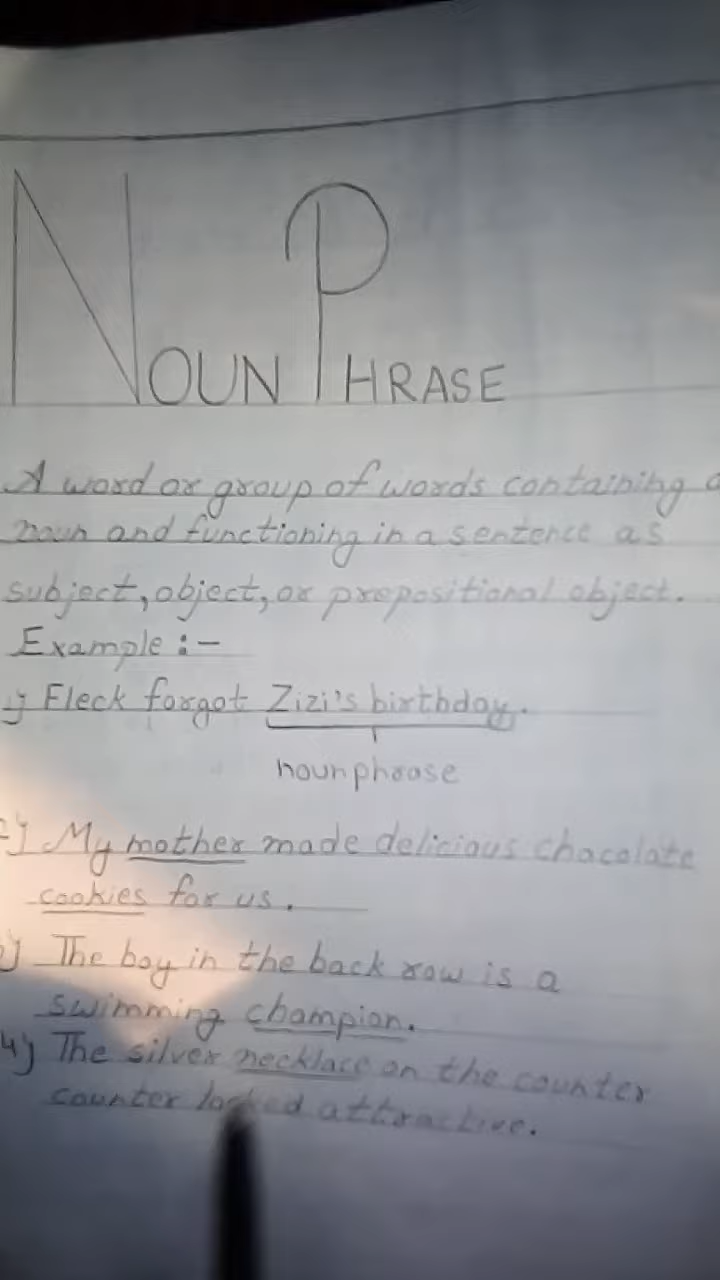 NOUN PHRASE
A word or group of words containing a
noun and functioning in a sentence as
subject, object, or prepositional object.
Example :-
1) Fleck forgot Zizi's birthday.
noun phrase
2) My mother made delicious chocolate
cookies for us.
3) The boy in the back row is a
swimming champion.
4) The silver necklace on the counter
counter looked attractive.